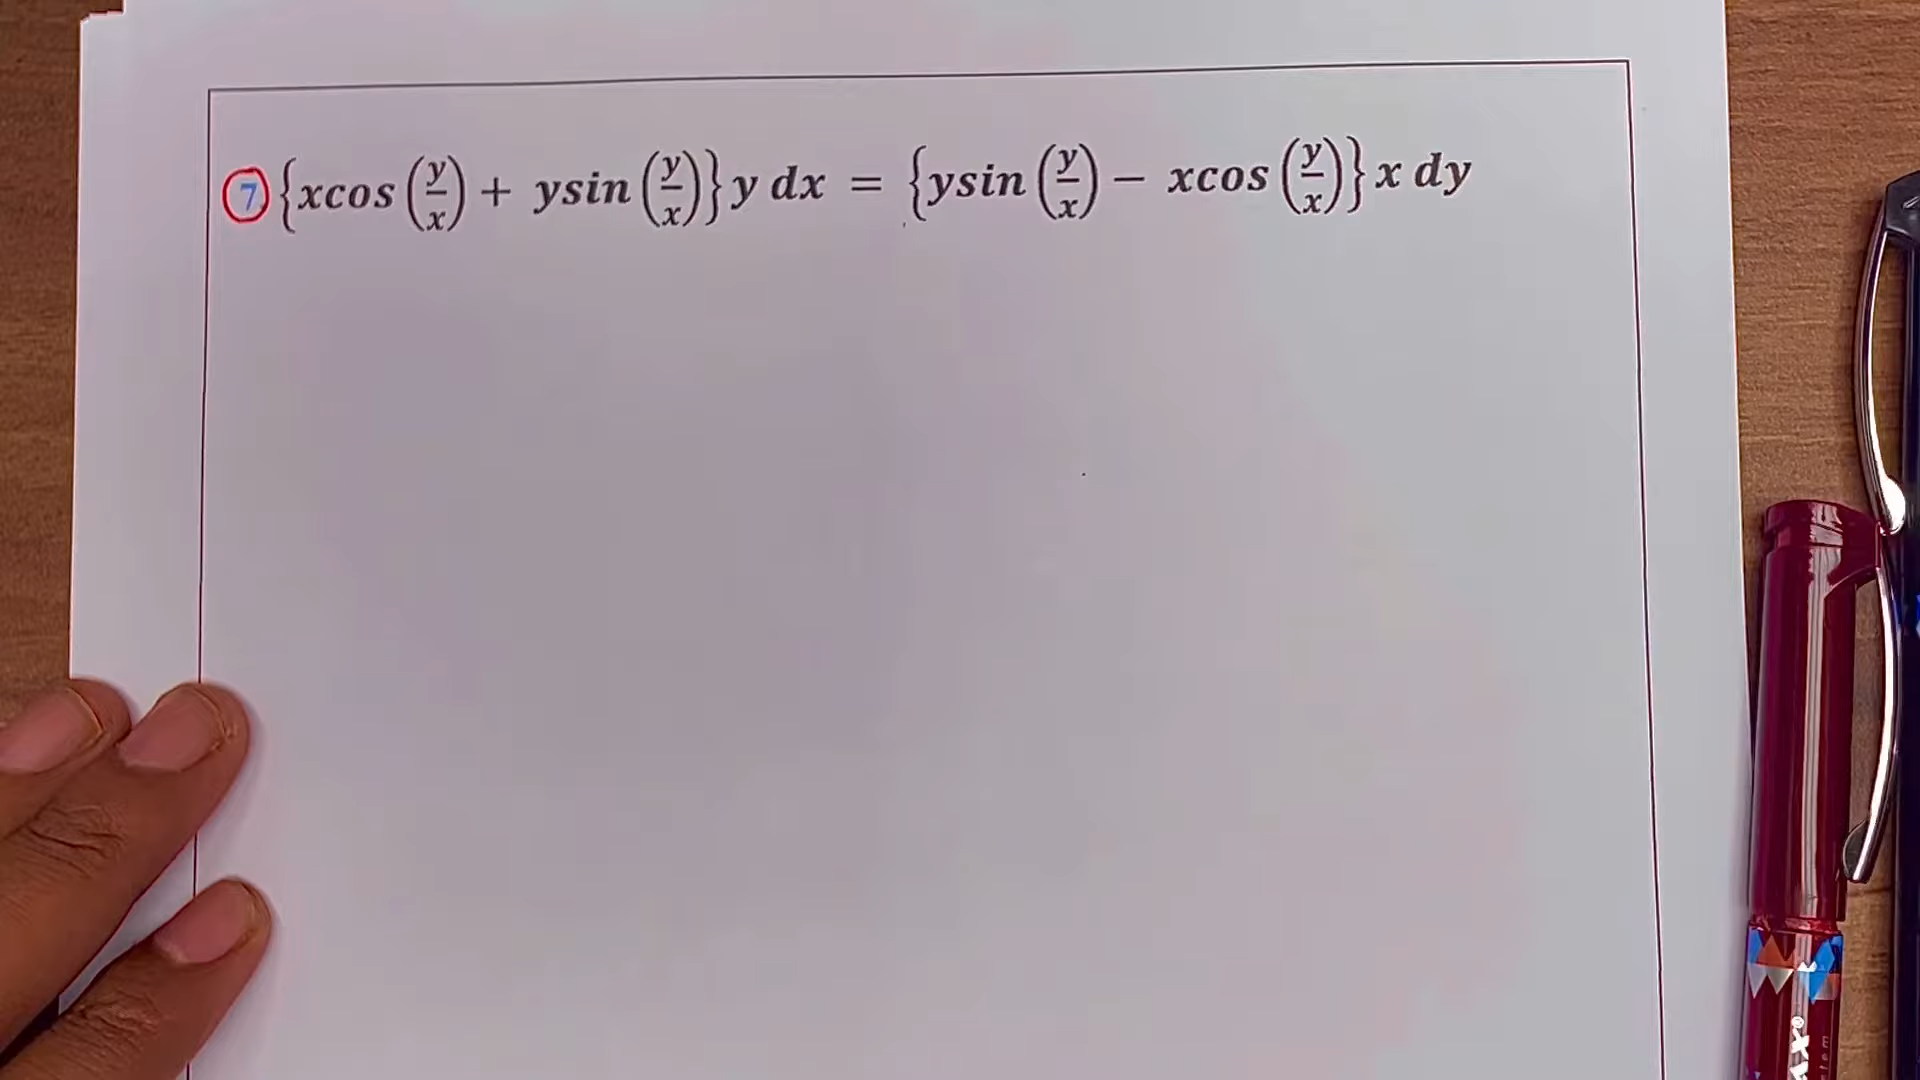 7. {xcos(y/x) + ysin(y/x)}y dx = {ysin(y/x) − xcos(y/x)}x dy